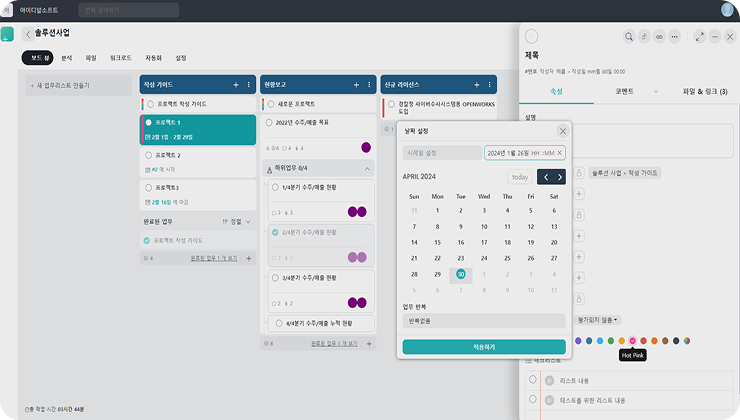 아이디얼소프트
전체 업무 검색하기
솔루션사업
보드 뷰 분석 파일 워크로드 자동화 설정
+ 새 업무리스트 만들기
작성 가이드
프로젝트 작성 가이드
프로젝트 1
2월 1일 - 2월 29일
프로젝트 2
#2 에 시작
프로젝트3
2월 16일 에 마감
완료된 업무 정렬
프로젝트 작성 가이드
4 완료된 업무 1 개 보기 +
현황보고
새로운 프로젝트
2022년 수주/매출 목표
0/4 4 4
하위업무 0/4
1/4분기 수주/매출 현황
3 3
2/4분기 수주/매출 현황
3/4분기 수주/매출 현황
2 2
4/4분기 수주/매출 누적 현황
6 완료된 업무 1 개 보기 +
신규 라이선스
경찰청 사이버수사시스템용 OPENWORKS
도입
날짜 설정
시작일 설정 2024년 1월 26일 HH :MM
APRIL 2024 today
Sun Mon Tue Wed Thu Fri Sat
31 1 2 3 4 5 6
7 8 9 10 11 12 13
14 15 16 17 18 19 20
21 22 23 24 25 26 27
28 29 30 1 2 3 4
5 6 7 8 9 10 11
업무 반복
반복없음
적용하기
제목
#번호 작성자 이름 • 작성일 mm월 dd일 00:00
속성 코멘트 파일 & 링크 (3)
설명
솔루션 사업 > 작성 가이드
평가되지 않음
Hot Pink
체크리스트
리스트 내용
테스트를 위한 리스트 내용
총 작업 시간 03시간 44분